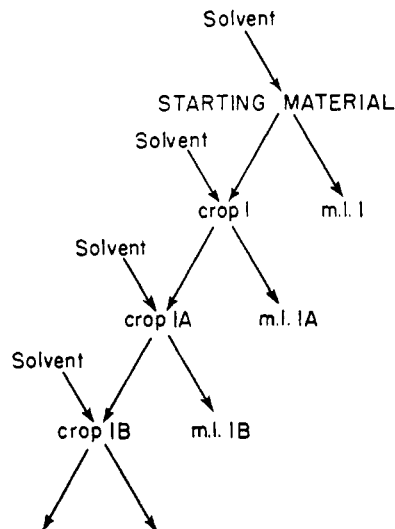 Solvent
STARTING MATERIAL
Solvent
crop I m.l. I
Solvent
crop IA m.l. IA
Solvent
crop IB m.l. IB